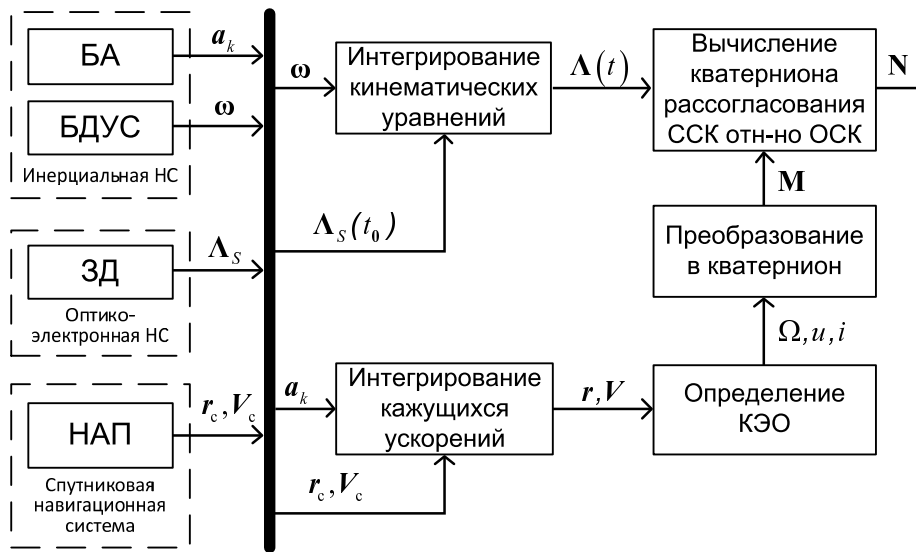 БА
a_k
БДУС
ω
Инерциальная НС
ЗД
Λ_S
Оптико-
электронная НС
НАП
r_c, V_c
Спутниковая
навигационная
система
ω
Интегрирование
кинематических
уравнений
Λ(t)
Λ_S(t_0)
Вычисление
кватерниона
рассогласования
ССК отн-но ОСК
N
M
Преобразование
в кватернион
Ω, u, i
a_k
Интегрирование
кажущихся
ускорений
r, V
Определение
КЭО
r_c, V_c